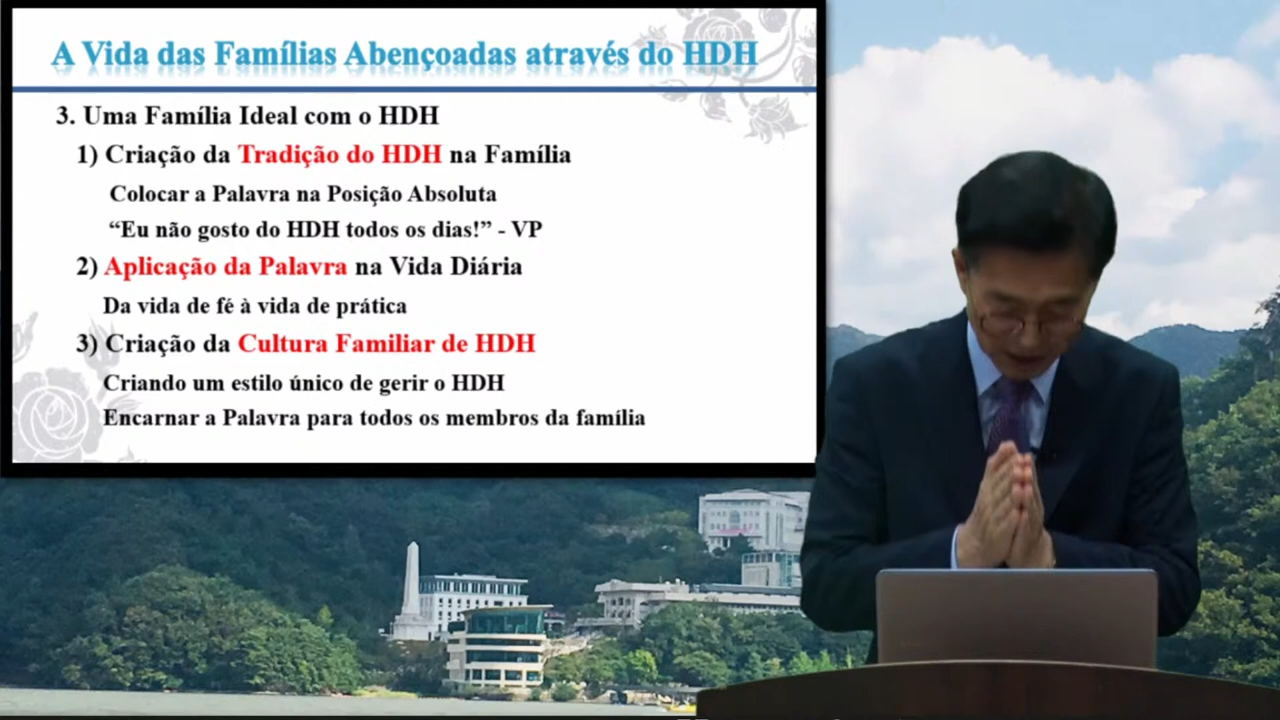 A Vida das Famílias Abençoadas através do HDH
3. Uma Família Ideal com o HDH
1) Criação da Tradição do HDH na Família
Colocar a Palavra na Posição Absoluta
“Eu não gosto do HDH todos os dias!” - VP
2) Aplicação da Palavra na Vida Diária
Da vida de fé à vida de prática
3) Criação da Cultura Familiar de HDH
Criando um estilo único de gerir o HDH
Encarnar a Palavra para todos os membros da família